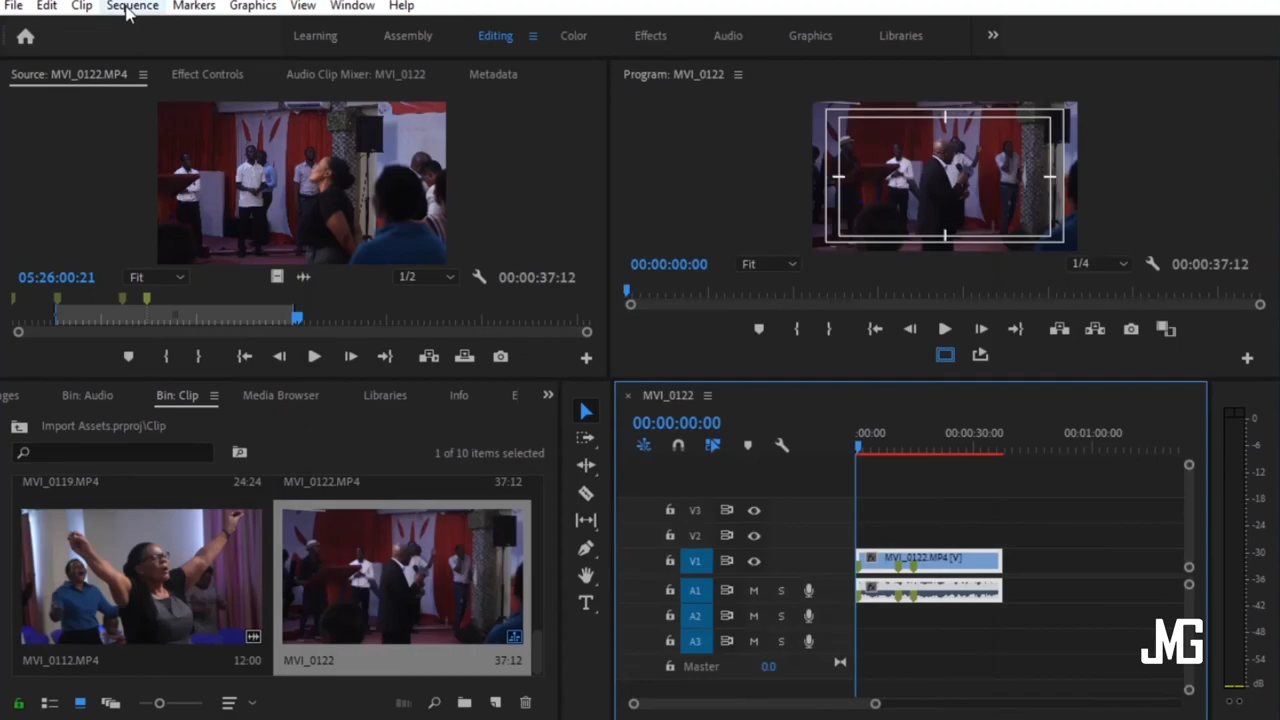 File Edit Clip Sequence Markers Graphics View Window Help
Learning Assembly Editing Color Effects Audio Graphics Libraries
Source: MVI_0122.MP4 Effect Controls Audio Clip Mixer: MVI_0122 Metadata
Program: MVI_0122
05:26:00:21 Fit 1/2 00:00:37:12
00:00:00:00 Fit 1/4 00:00:37:12
ges Bin: Audio Bin: Clip Media Browser Libraries Info E
Import Assets.prproj\Clip
1 of 10 items selected
MVI_0119.MP4 24:24 MVI_0122.MP4 37:12
MVI_0112.MP4 12:00 MVI_0122 37:12
× MVI_0122
00:00:00:00
:00:00 00:00:30:00 00:01:00:00
V3
V2
V1 MVI_0122.MP4 [V]
A1 M S
A2 M S
A3 M S
Master 0.0
0
-6
-12
-18
-24
-30
-36
-42
-48
-54
dB
JMG